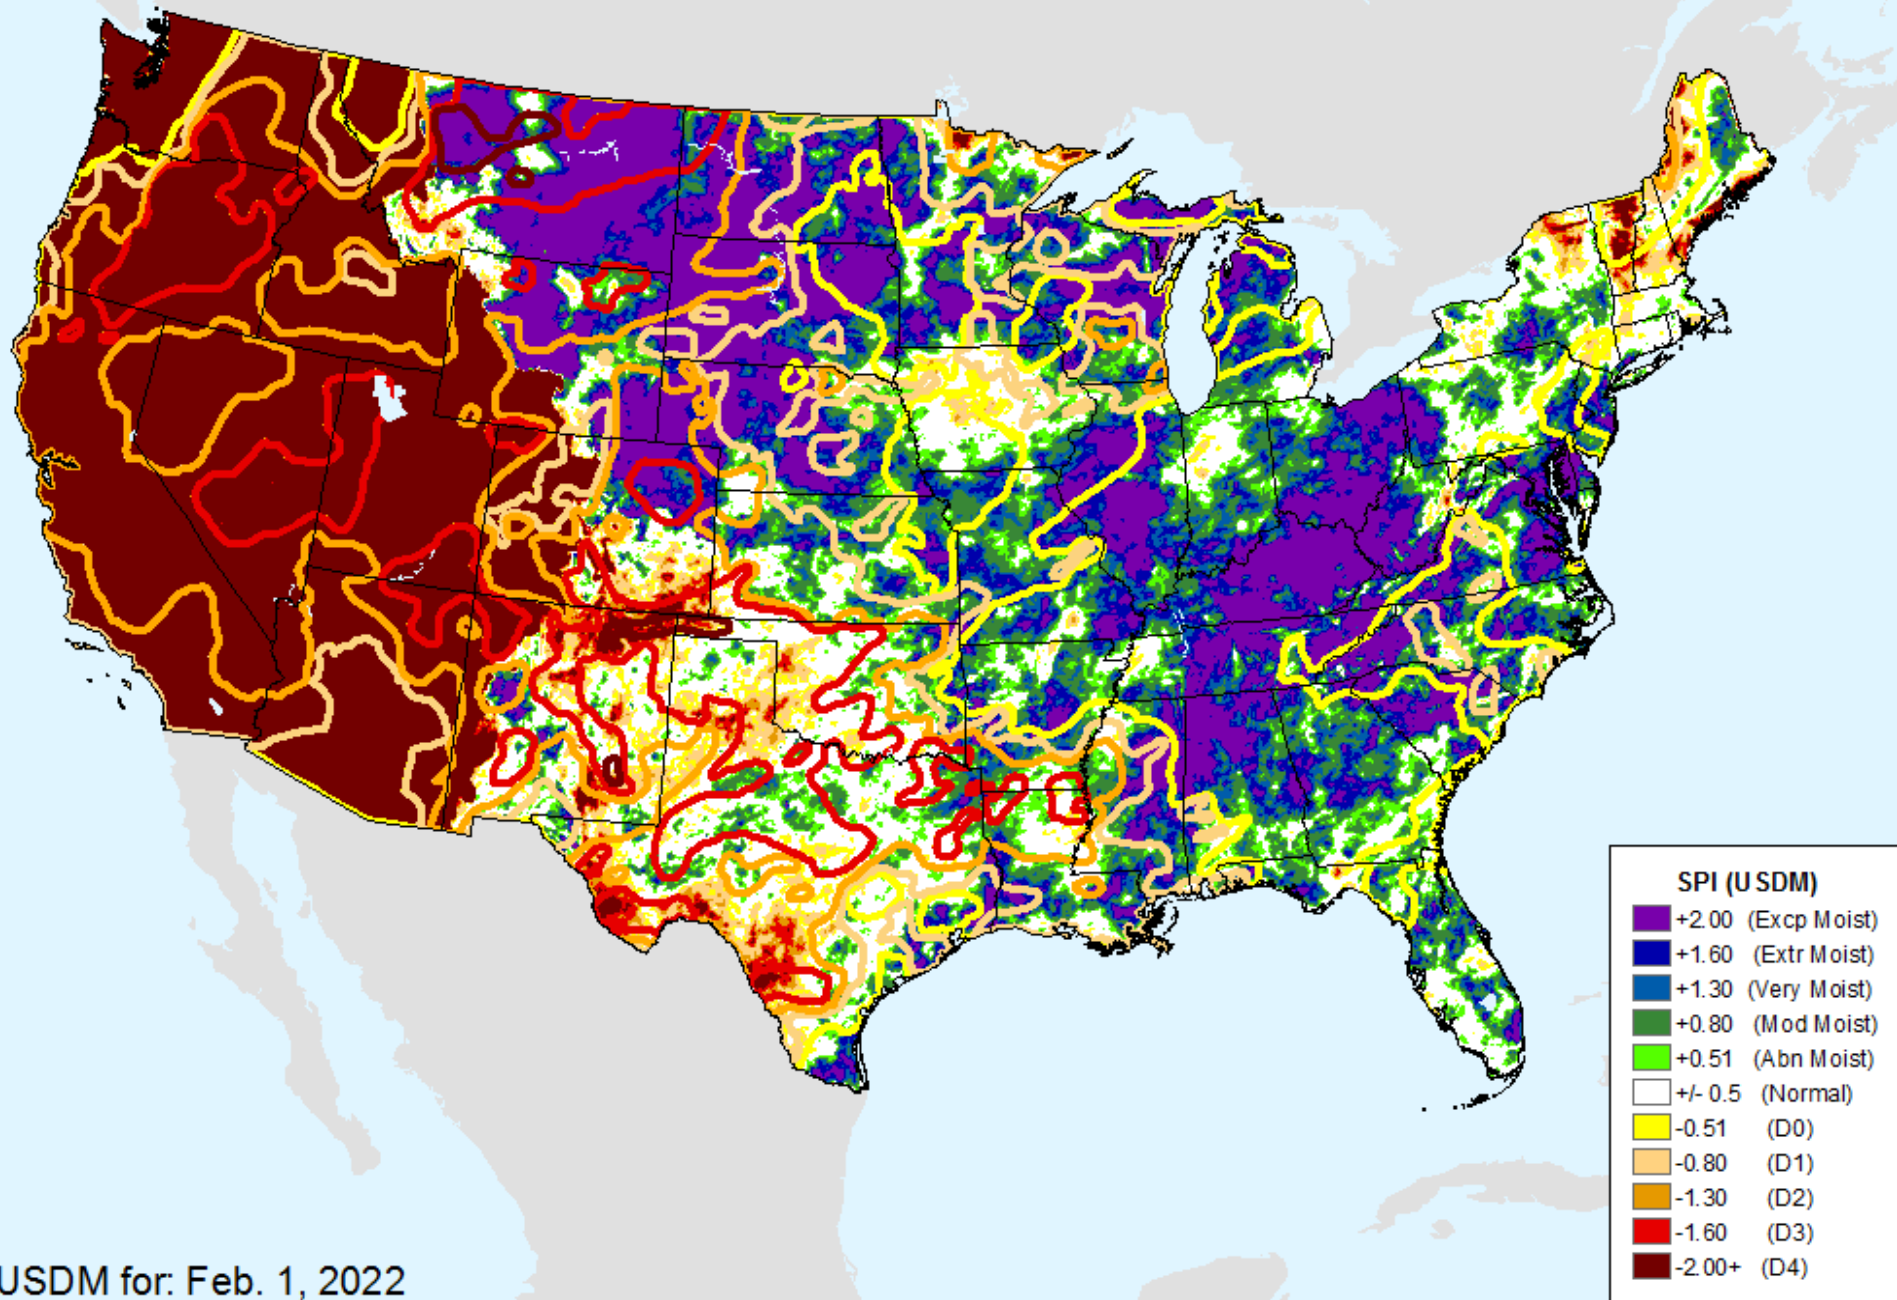 SPI (USDM)
+2.00 (Excp Moist)
+1.60 (Extr Moist)
+1.30 (Very Moist)
+0.80 (Mod Moist)
+0.51 (Abn Moist)
+/- 0.5 (Normal)
-0.51 (D0)
-0.80 (D1)
-1.30 (D2)
-1.60 (D3)
-2.00+ (D4)
USDM for: Feb. 1, 2022